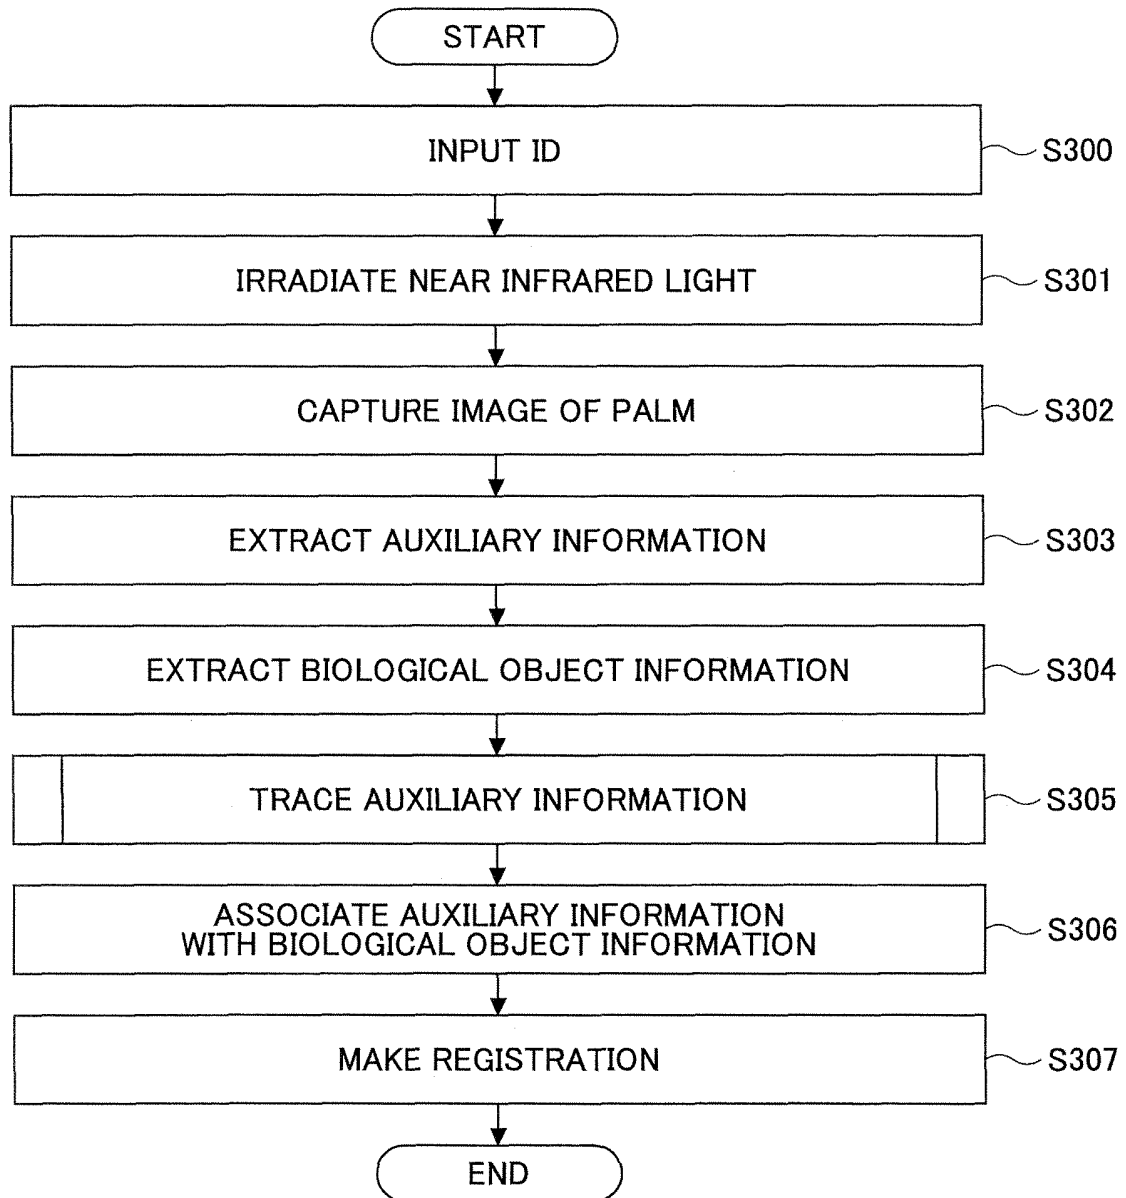 START
INPUT ID
S300
IRRADIATE NEAR INFRARED LIGHT
S301
CAPTURE IMAGE OF PALM
S302
EXTRACT AUXILIARY INFORMATION
S303
EXTRACT BIOLOGICAL OBJECT INFORMATION
S304
TRACE AUXILIARY INFORMATION
S305
ASSOCIATE AUXILIARY INFORMATION
WITH BIOLOGICAL OBJECT INFORMATION
S306
MAKE REGISTRATION
S307
END